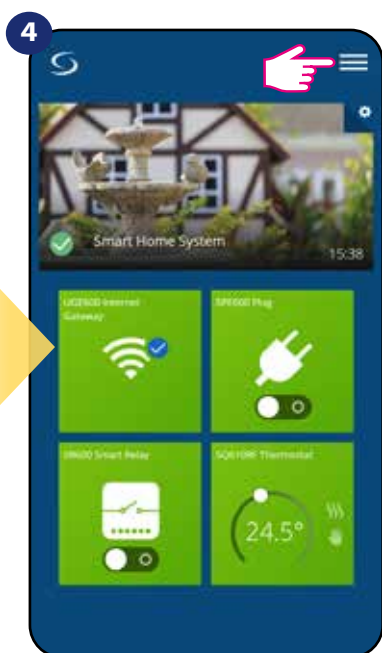 4
Smart Home System
15:38
UGE600 Internet
Gateway
SPE600 Plug
SR600 Smart Relay
SQ610RF Thermostat
24.5°